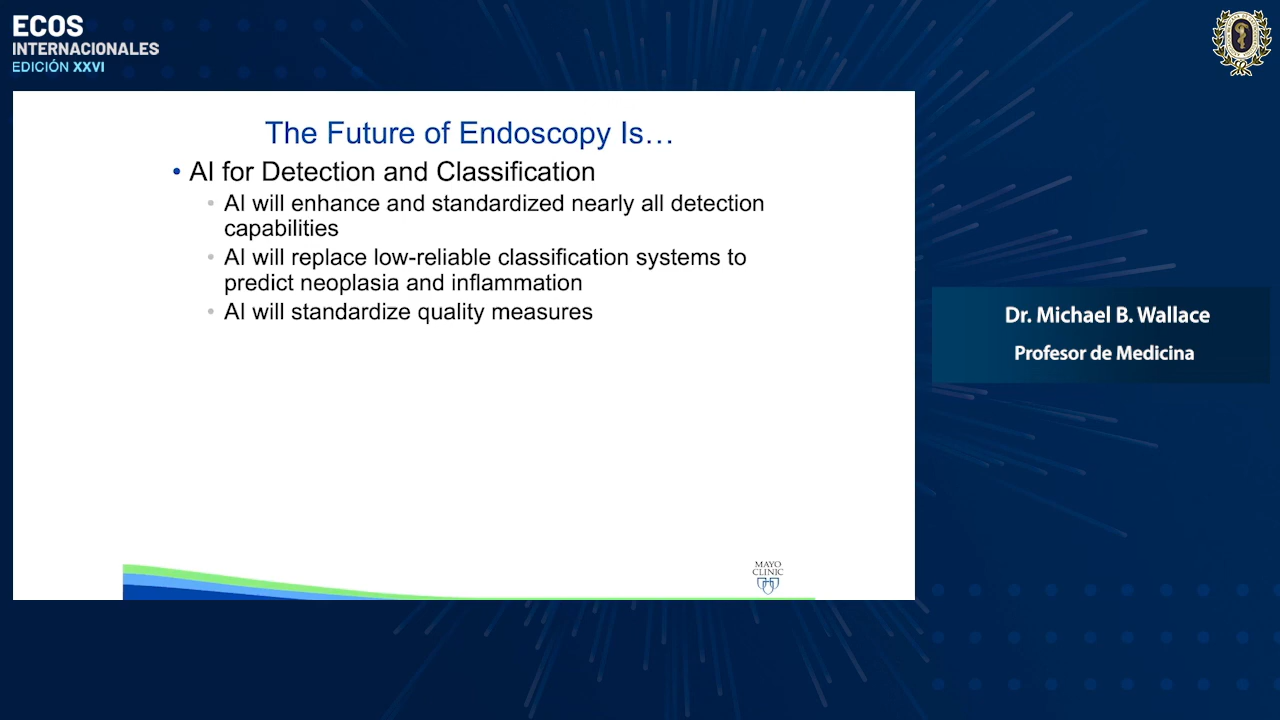 ECOS
INTERNACIONALES
EDICIÓN XXVI
The Future of Endoscopy Is…
• AI for Detection and Classification
• AI will enhance and standardized nearly all detection
capabilities
• AI will replace low-reliable classification systems to
predict neoplasia and inflammation
• AI will standardize quality measures
MAYO
CLINIC
Dr. Michael B. Wallace
Profesor de Medicina